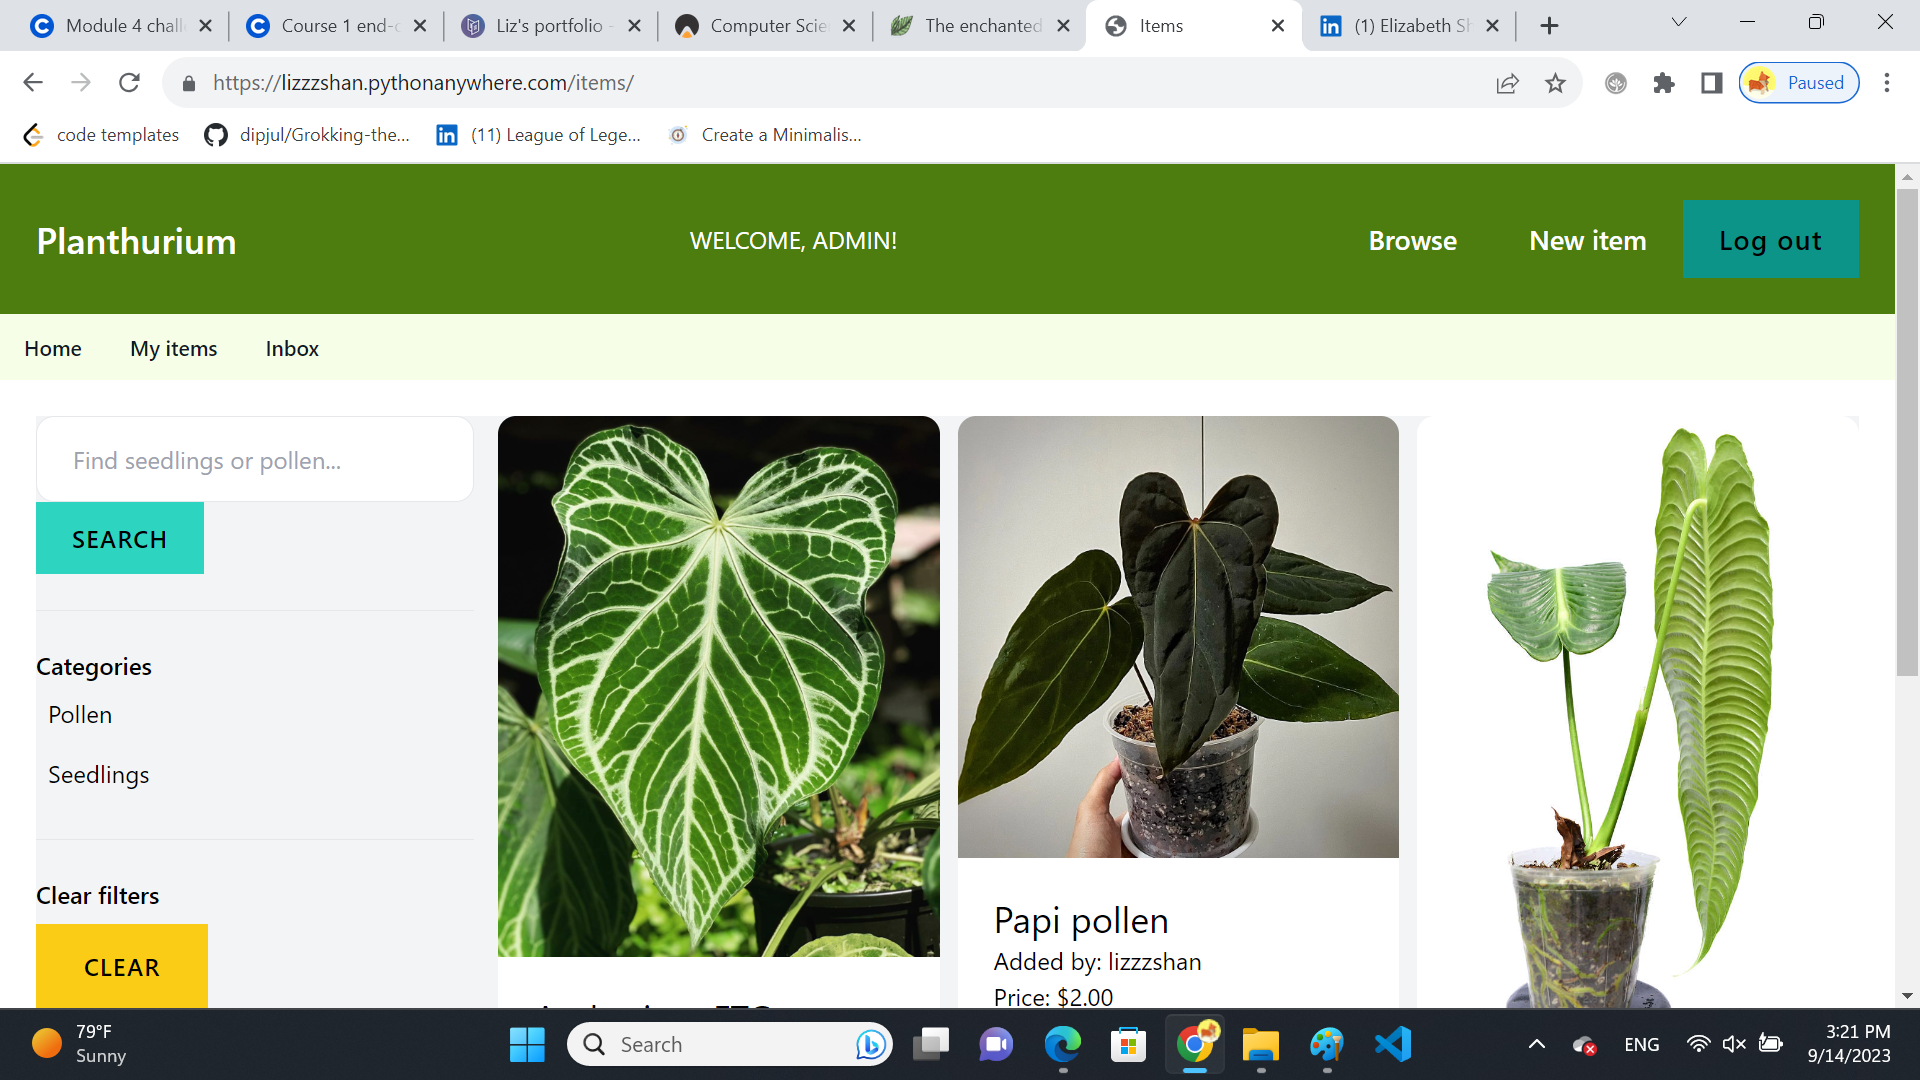 Module 4 chall
Course 1 end-o
Liz's portfolio -
Computer Scie
The enchanted
Items
(1) Elizabeth Sh
https://lizzzshan.pythonanywhere.com/items/
Paused
code templates
dipjul/Grokking-the...
(11) League of Lege...
Create a Minimalis...
Planthurium
WELCOME, ADMIN!
Browse
New item
Log out
Home
My items
Inbox
Find seedlings or pollen...
SEARCH
Categories
Pollen
Seedlings
Clear filters
CLEAR
Papi pollen
Added by: lizzzshan
Price: $2.00
79°F
Sunny
Search
ENG
3:21 PM
9/14/2023